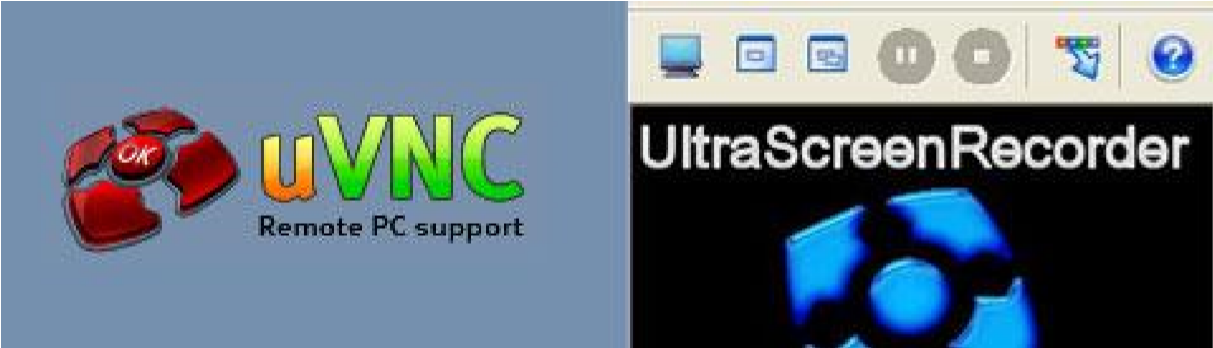 OK
uVNC
Remote PC support
UltraScreenRecorder